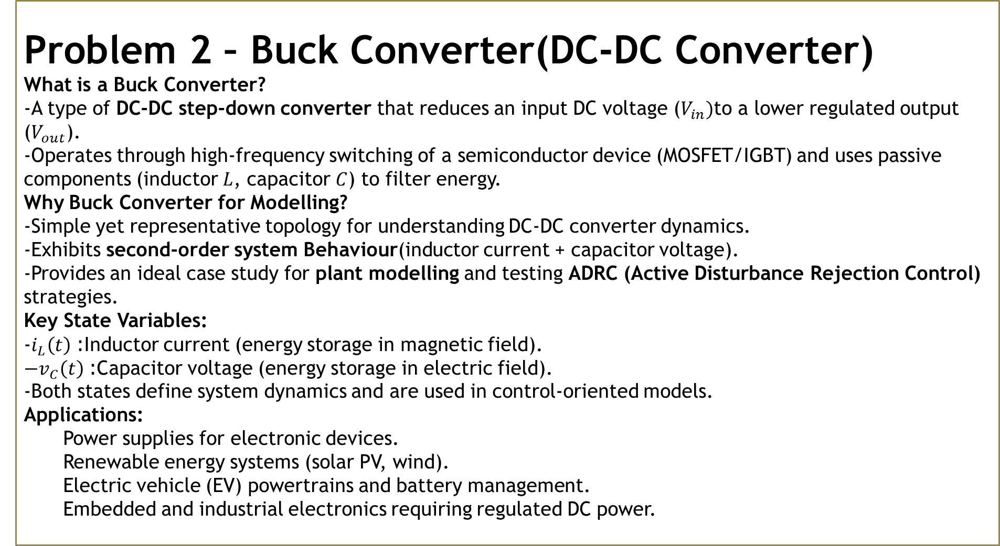 Problem 2 – Buck Converter(DC-DC Converter)
What is a Buck Converter?
-A type of DC-DC step-down converter that reduces an input DC voltage (V_in)to a lower regulated output
(V_out).
-Operates through high-frequency switching of a semiconductor device (MOSFET/IGBT) and uses passive
components (inductor L, capacitor C) to filter energy.
Why Buck Converter for Modelling?
-Simple yet representative topology for understanding DC-DC converter dynamics.
-Exhibits second-order system Behaviour(inductor current + capacitor voltage).
-Provides an ideal case study for plant modelling and testing ADRC (Active Disturbance Rejection Control)
strategies.
Key State Variables:
-i_L(t) :Inductor current (energy storage in magnetic field).
−v_C(t) :Capacitor voltage (energy storage in electric field).
-Both states define system dynamics and are used in control-oriented models.
Applications:
Power supplies for electronic devices.
Renewable energy systems (solar PV, wind).
Electric vehicle (EV) powertrains and battery management.
Embedded and industrial electronics requiring regulated DC power.